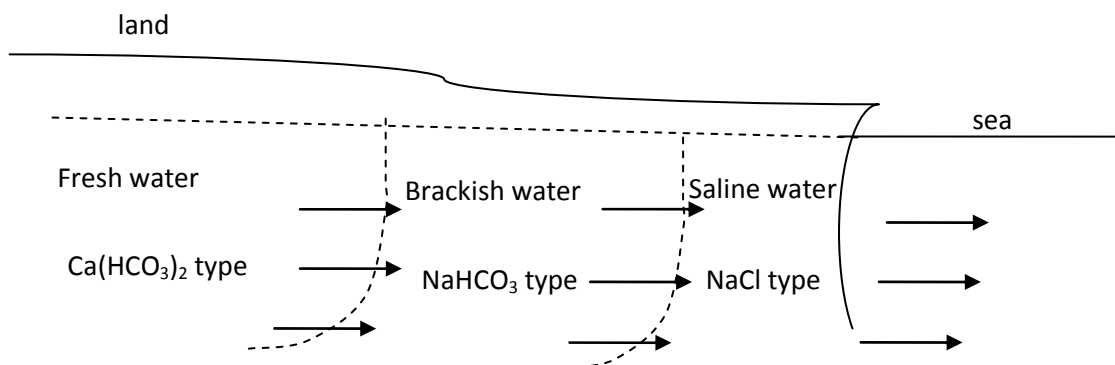 land
sea
Fresh water
Brackish water
Saline water
Ca(HCO₃)₂ type
NaHCO₃ type
NaCl type